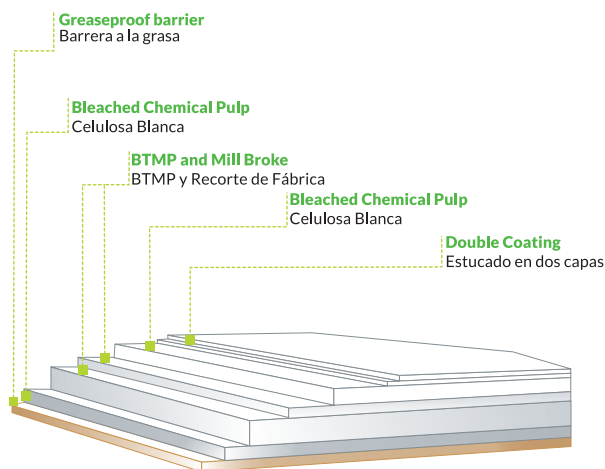 Greaseproof barrier
Barrera a la grasa
Bleached Chemical Pulp
Celulosa Blanca
BTMP and Mill Broke
BTMP y Recorte de Fábrica
Bleached Chemical Pulp
Celulosa Blanca
Double Coating
Estucado en dos capas